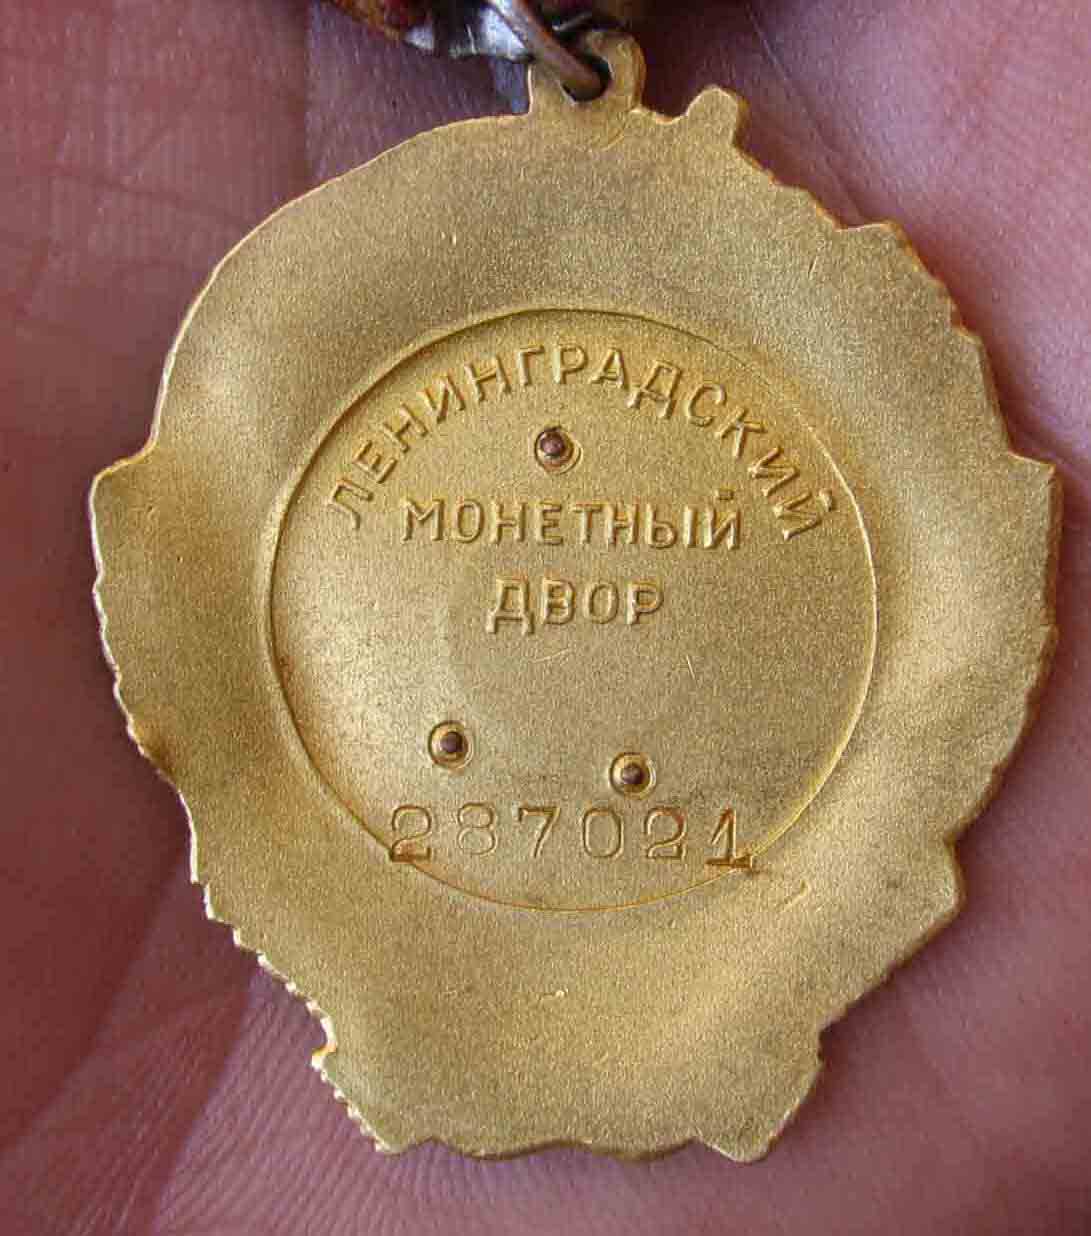 ЛЕНИНГРАДСКИЙ
МОНЕТНЫЙ
ДВОР
287021